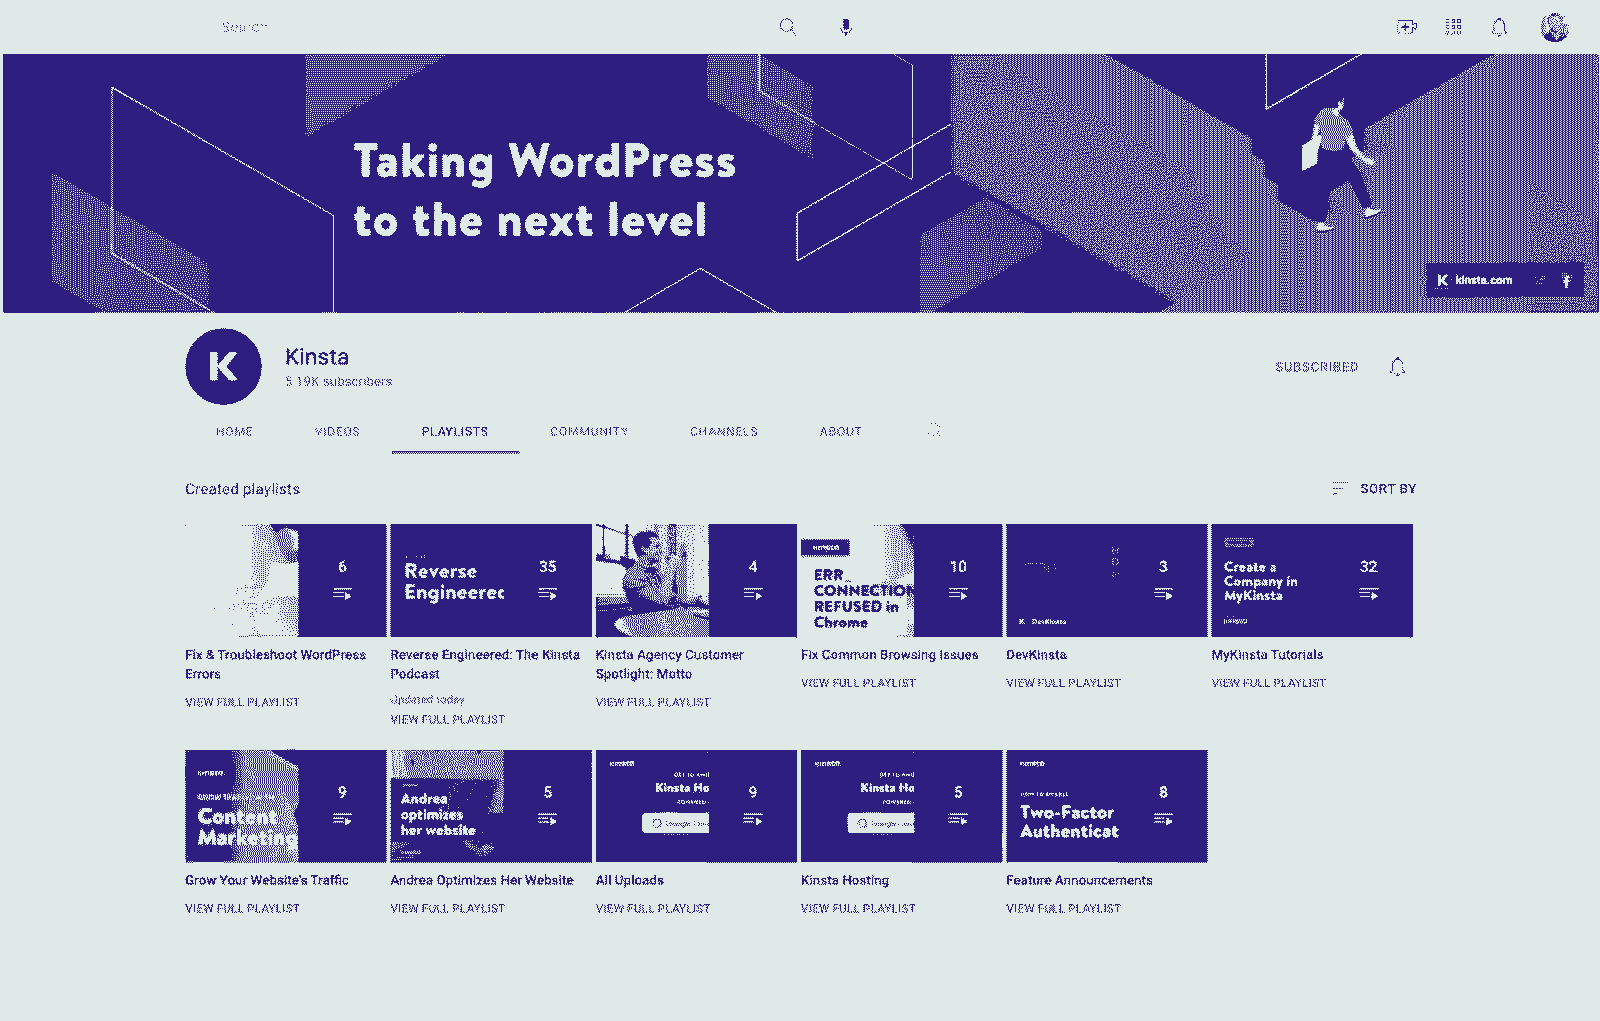 Search
Taking WordPress
to the next level
K kinsta.com
K
Kinsta
5.19K subscribers
SUBSCRIBED
HOME VIDEOS PLAYLISTS COMMUNITY CHANNELS ABOUT
Created playlists
SORT BY
6
Reverse
Engineered
35
4
ERR_
CONNECTION
REFUSED in
Chrome
10
K DevKinsta
3
Create a
Company in
MyKinsta
32
Fix & Troubleshoot WordPress
Errors
VIEW FULL PLAYLIST
Reverse Engineered: The Kinsta
Podcast
Updated today
VIEW FULL PLAYLIST
Kinsta Agency Customer
Spotlight: Motto
VIEW FULL PLAYLIST
Fix Common Browsing Issues
VIEW FULL PLAYLIST
DevKinsta
VIEW FULL PLAYLIST
MyKinsta Tutorials
VIEW FULL PLAYLIST
Content
Marketing
9
Andrea
optimizes
her website
5
Kinsta Ho
9
Kinsta Ho
5
Two-Factor
Authenticat
8
Grow Your Website's Traffic
VIEW FULL PLAYLIST
Andrea Optimizes Her Website
VIEW FULL PLAYLIST
All Uploads
VIEW FULL PLAYLIST
Kinsta Hosting
VIEW FULL PLAYLIST
Feature Announcements
VIEW FULL PLAYLIST